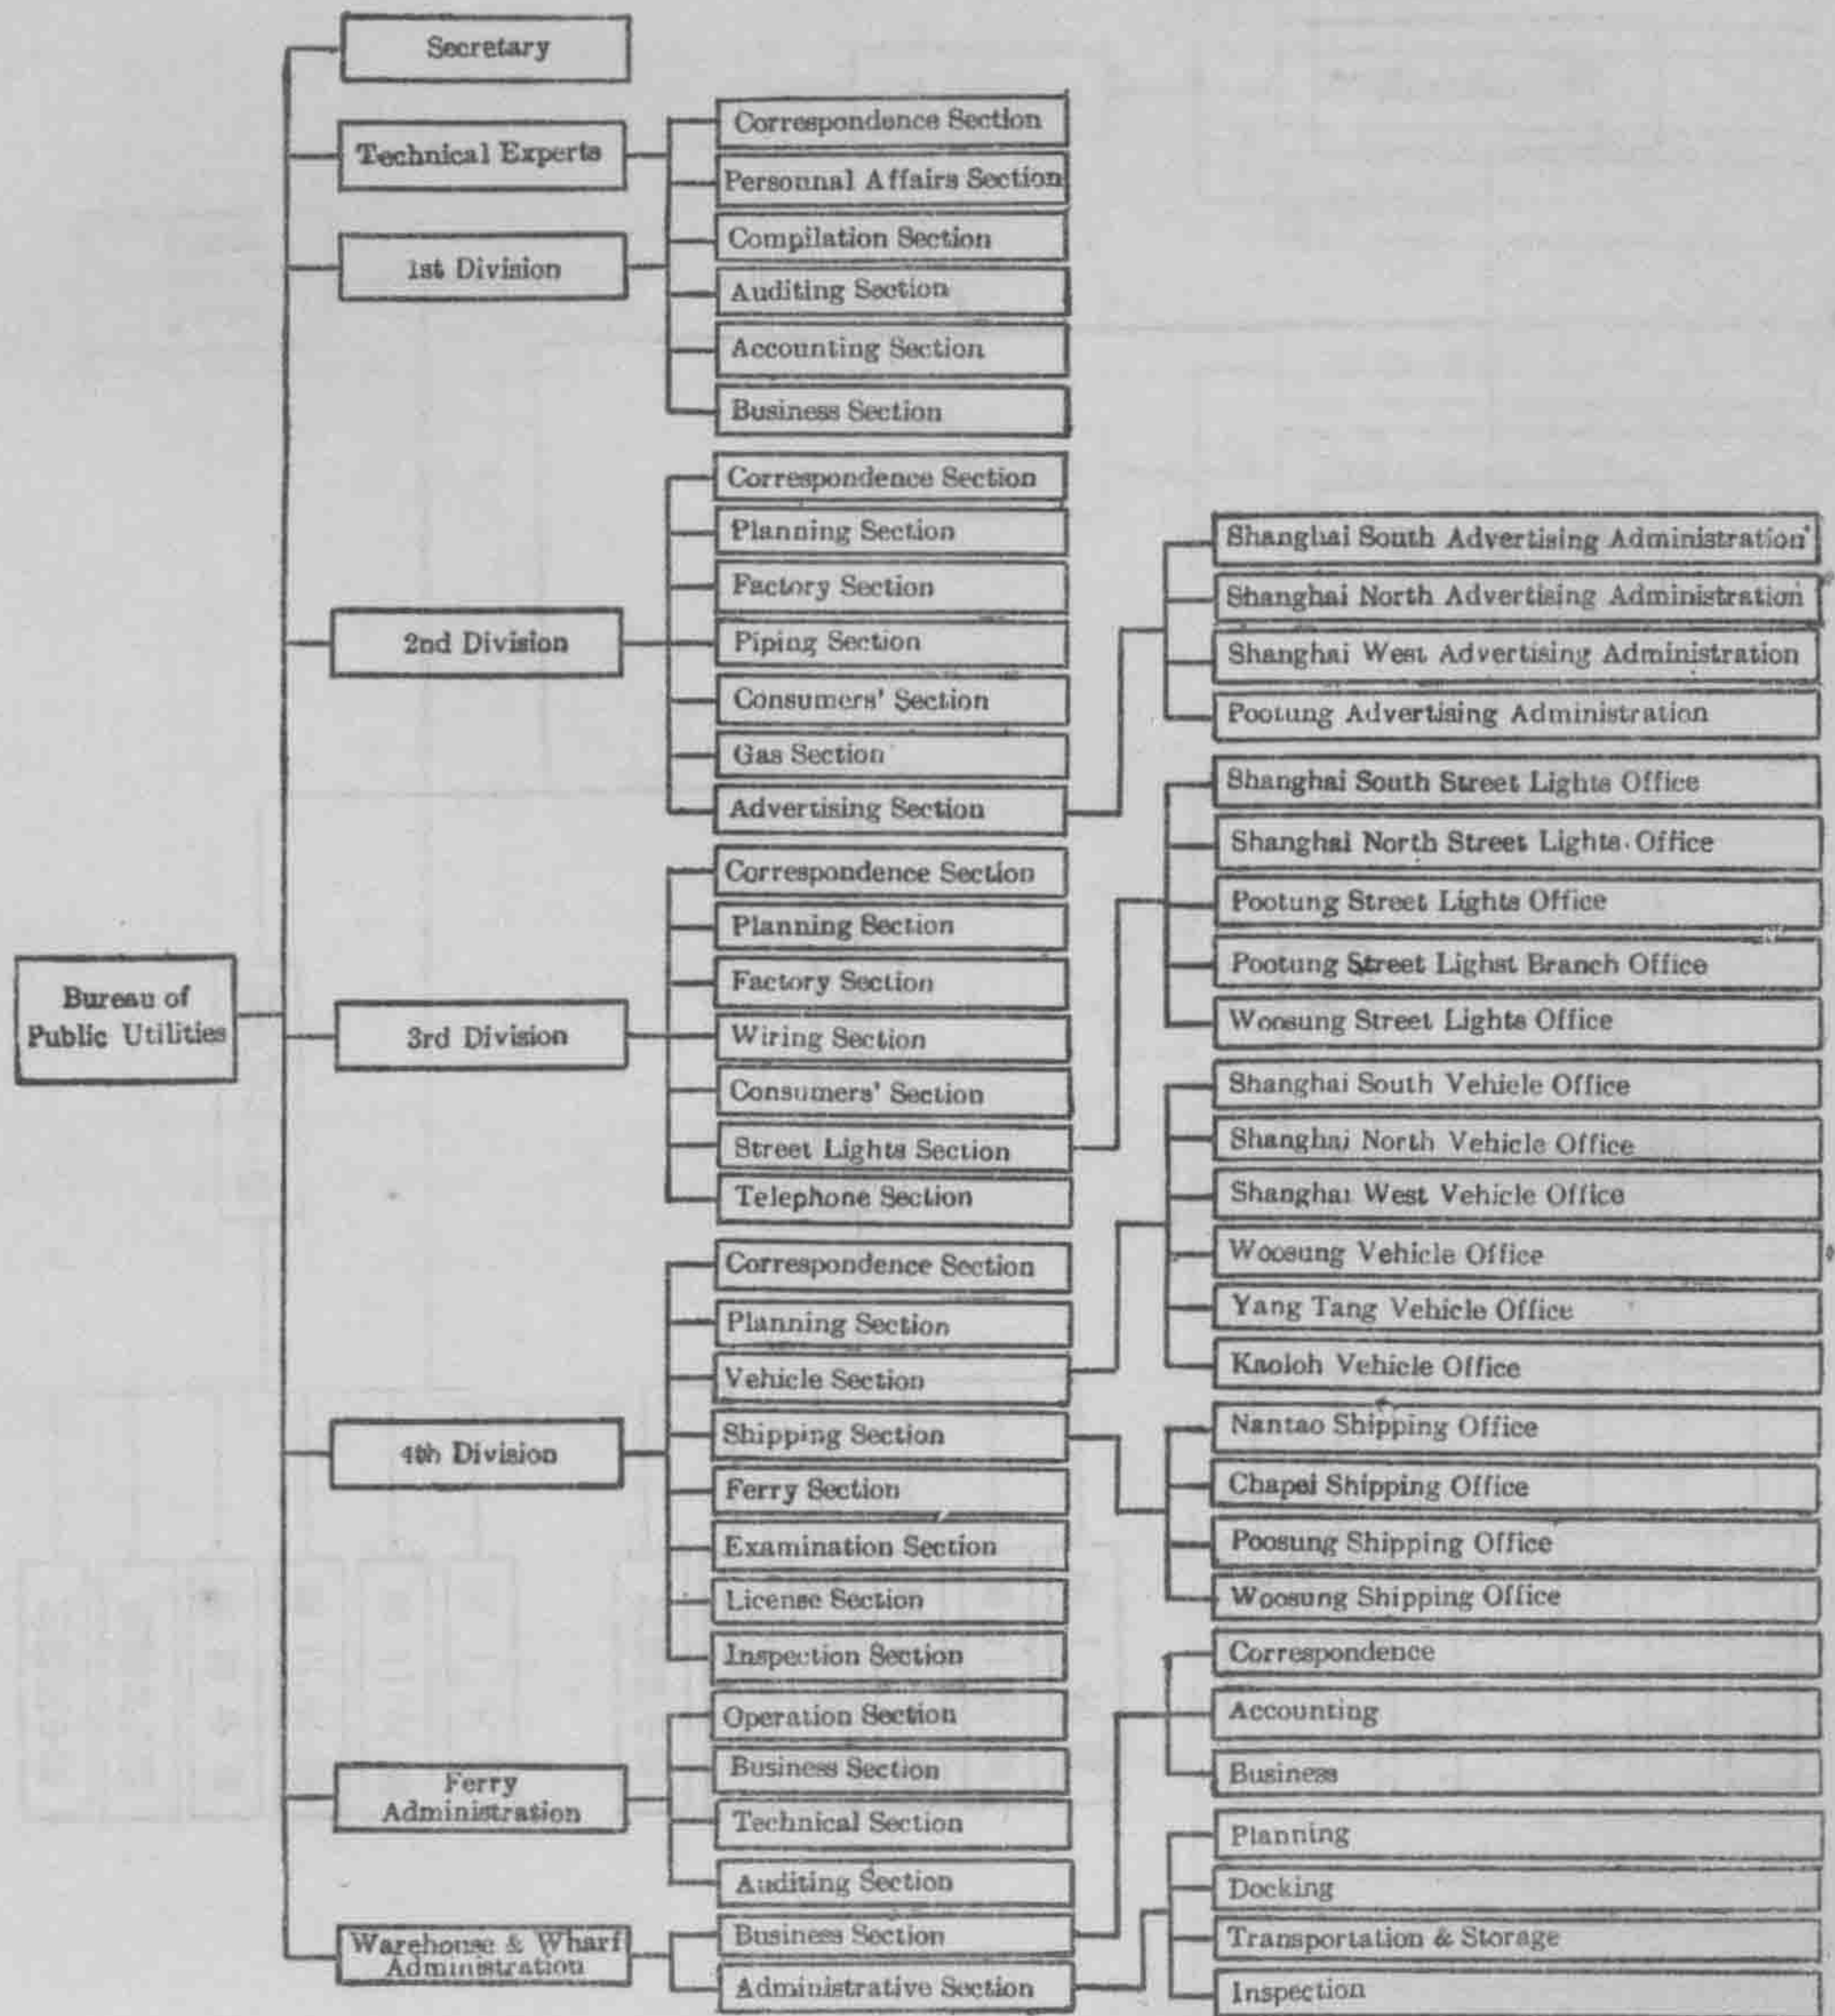 Secretary
Technical Experts
1st Division
Correspondence Section
Personnal Affairs Section
Compilation Section
Auditing Section
Accounting Section
Business Section
2nd Division
Correspondence Section
Planning Section
Factory Section
Piping Section
Consumers' Section
Gas Section
Advertising Section
Shanghai South Advertising Administration
Shanghai North Advertising Administration
Shanghai West Advertising Administration
Pootung Advertising Administration
Bureau of
Public Utilities
3rd Division
Correspondence Section
Planning Section
Factory Section
Wiring Section
Consumers' Section
Street Lights Section
Telephone Section
Shanghai South Street Lights Office
Shanghai North Street Lights Office
Pootung Street Lights Office
Pootung Street Lighst Branch Office
Woosung Street Lights Office
4th Division
Correspondence Section
Planning Section
Vehicle Section
Shipping Section
Ferry Section
Examination Section
License Section
Inspection Section
Shanghai South Vehicle Office
Shanghai North Vehicle Office
Shanghai West Vehicle Office
Woosung Vehicle Office
Yang Tang Vehicle Office
Kaoloh Vehicle Office
Nantao Shipping Office
Chapei Shipping Office
Poosung Shipping Office
Woosung Shipping Office
Ferry
Administration
Operation Section
Business Section
Technical Section
Auditing Section
Warehouse & Wharf
Administration
Business Section
Administrative Section
Correspondence
Accounting
Business
Planning
Docking
Transportation & Storage
Inspection